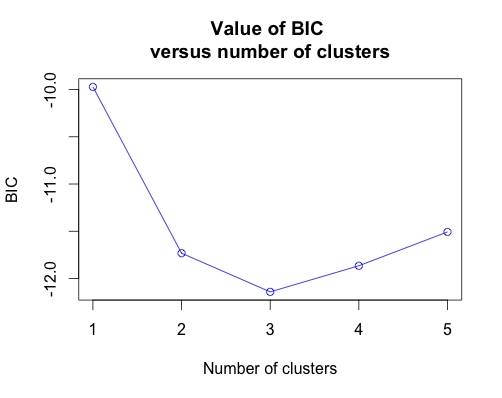 Value of BIC
versus number of clusters
BIC
-10.0
-11.0
-12.0
1 2 3 4 5
Number of clusters